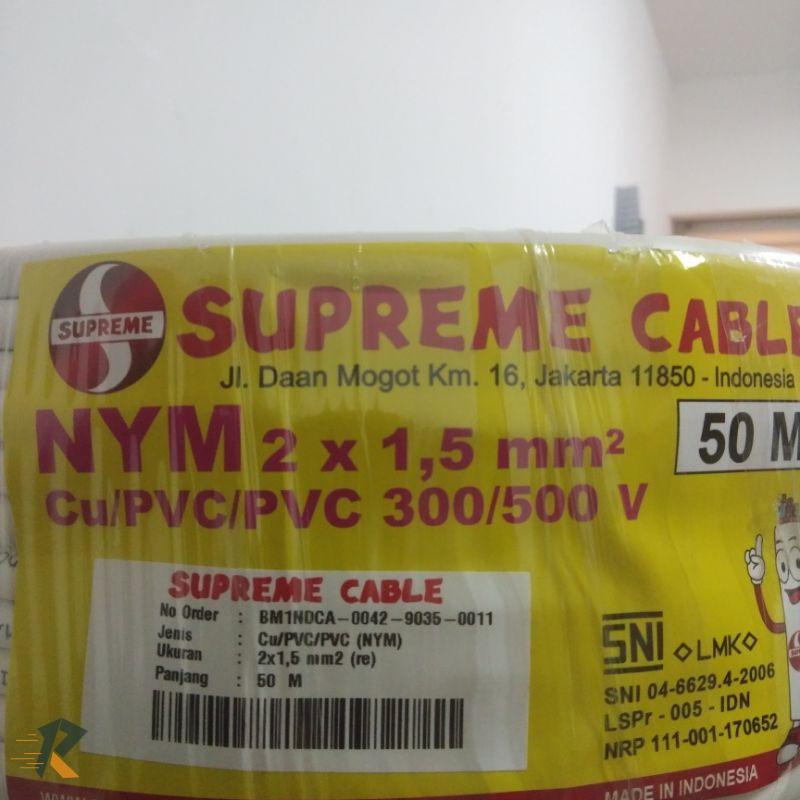 SUPREME
SUPREME CABLE
Jl. Daan Mogot Km. 16, Jakarta 11850 - Indonesia
NYM 2 x 1,5 mm²
50 M
Cu/PVC/PVC 300/500 V
SUPREME CABLE
No Order : BM1NDCA-0042-9035-0011
Jenis : Cu/PVC/PVC (NYM)
Ukuran : 2x1,5 mm2 (re)
Panjang : 50 M
SNI LMK
SNI 04-6629.4-2006
LSPr - 005 - IDN
NRP 111-001-170652
MADE IN INDONESIA